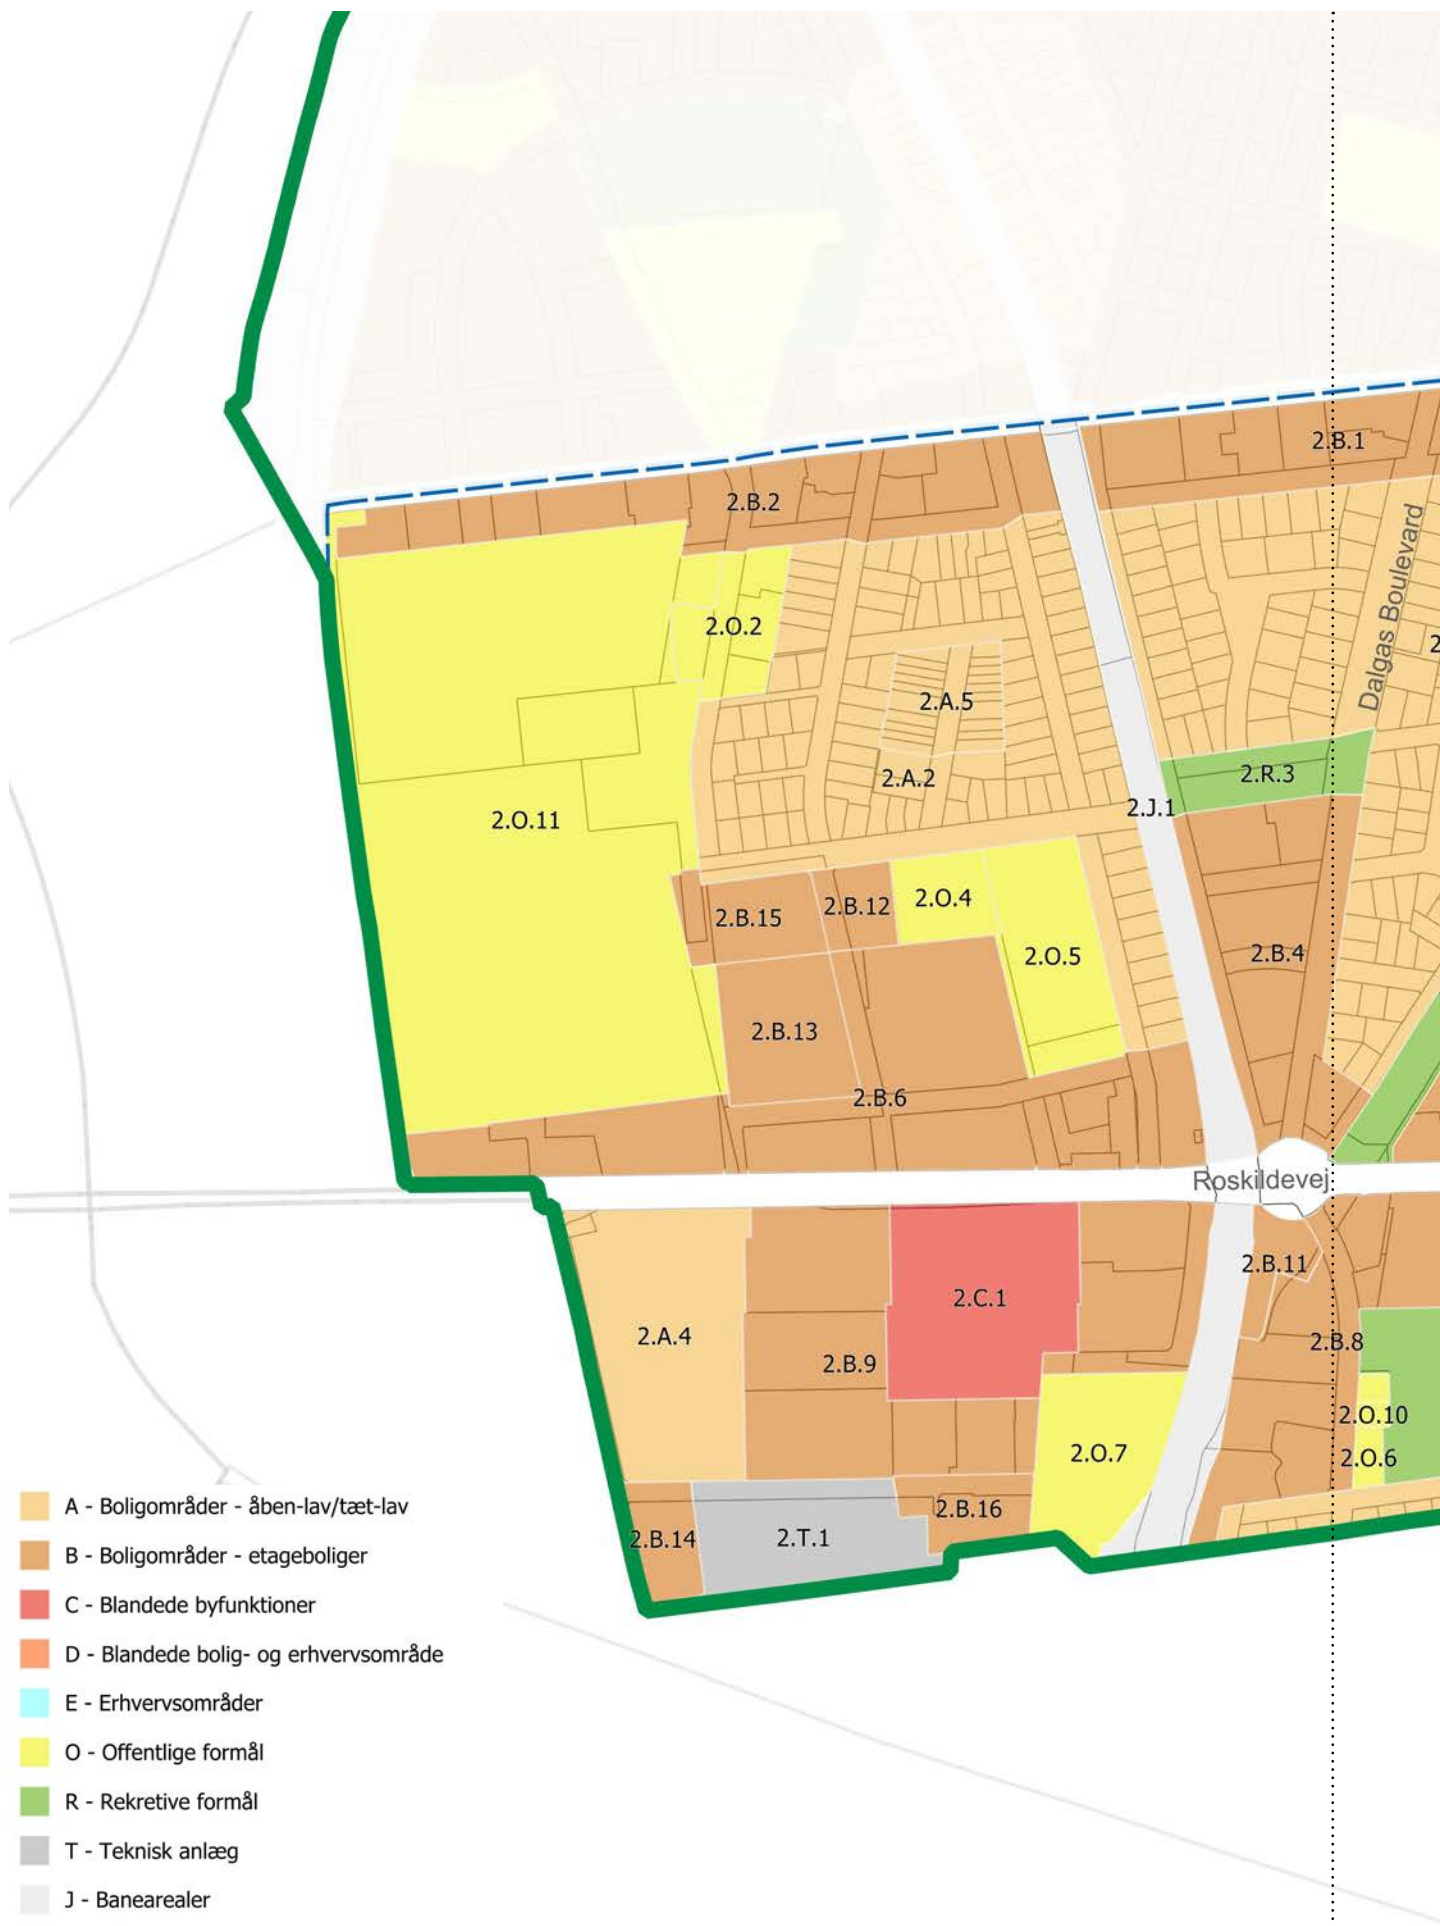 2.B.1
2.B.2
Dalgas Boulevard
2.O.2
2
2.A.5
2.R.3
2.A.2
2.J.1
2.O.11
2.O.4
2.B.12
2.B.15
2.B.4
2.O.5
2.B.13
2.B.6
Roskildevej
2.B.11
2.C.1
2.A.4
2.B.8
2.B.9
2.O.10
2.O.7
2.O.6
2.B.16
2.B.14
2.T.1
A - Boligområder - åben-lav/tæt-lav
B - Boligområder - etageboliger
C - Blandede byfunktioner
D - Blandede bolig- og erhvervsområde
E - Erhvervsområder
O - Offentlige formål
R - Rekretive formål
T - Teknisk anlæg
J - Banearealer